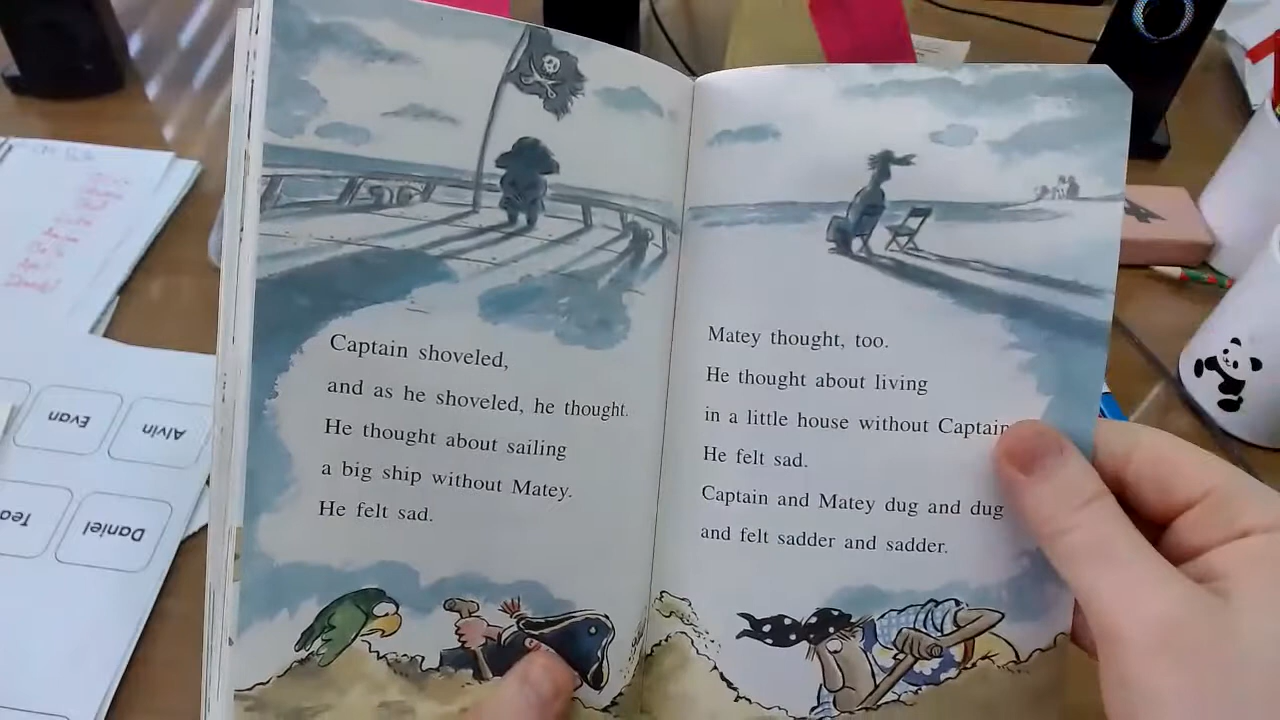 Captain shoveled,
and as he shoveled, he thought.
He thought about sailing
a big ship without Matey.
He felt sad.
Matey thought, too.
He thought about living
in a little house without Captain
He felt sad.
Captain and Matey dug and dug
and felt sadder and sadder.
Evan
Alvin
Tea
Daniel